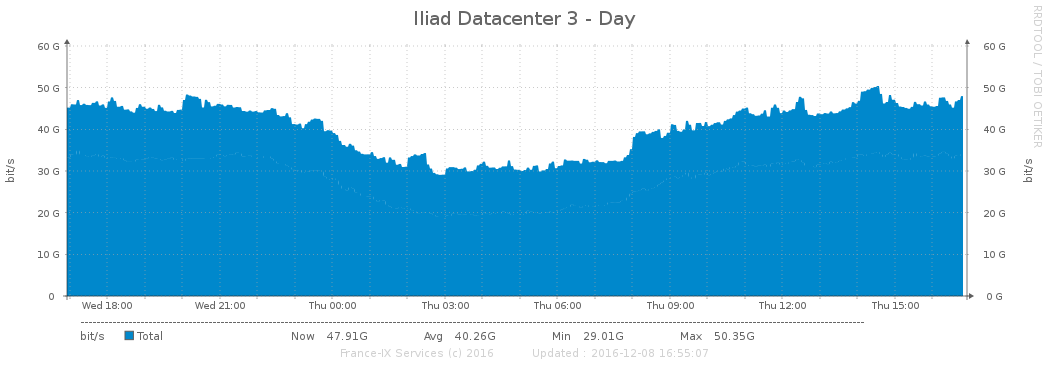 Iliad Datacenter 3 - Day
RRDTOOL / TOBI OETIKER
60 G 60 G
50 G 50 G
40 G 40 G
30 G 30 G
20 G 20 G
10 G 10 G
0 0 G
bit/s bit/s
Wed 18:00 Wed 21:00 Thu 00:00 Thu 03:00 Thu 06:00 Thu 09:00 Thu 12:00 Thu 15:00
bit/s Total Now 47.91G Avg 40.26G Min 29.01G Max 50.35G
France-IX Services (c) 2016 Updated : 2016-12-08 16:55:07